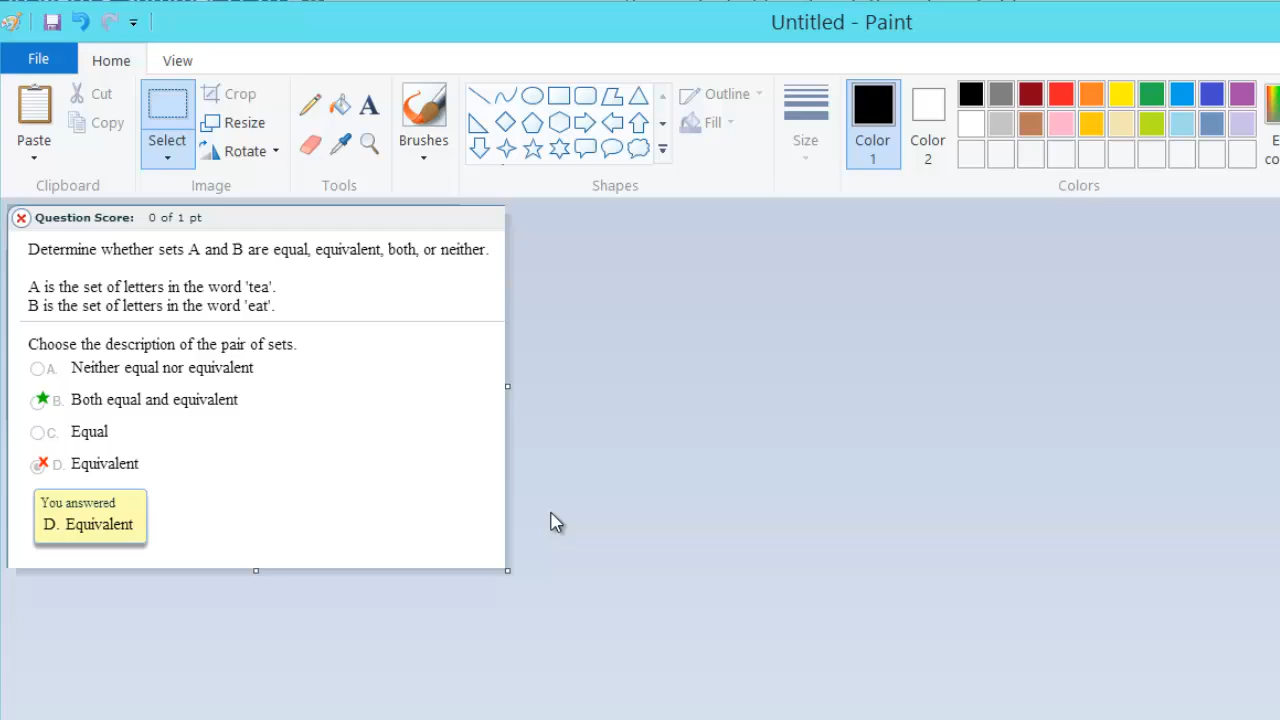 Untitled - Paint
File Home View
Paste
Cut
Copy
Clipboard
Select
Crop
Resize
Rotate
Image
A
Tools
Brushes
Outline
Fill
Shapes
Size
Color 1
Color 2
Colors
Question Score: 0 of 1 pt
Determine whether sets A and B are equal, equivalent, both, or neither.
A is the set of letters in the word 'tea'.
B is the set of letters in the word 'eat'.
Choose the description of the pair of sets.
A. Neither equal nor equivalent
B. Both equal and equivalent
C. Equal
D. Equivalent
You answered
D. Equivalent